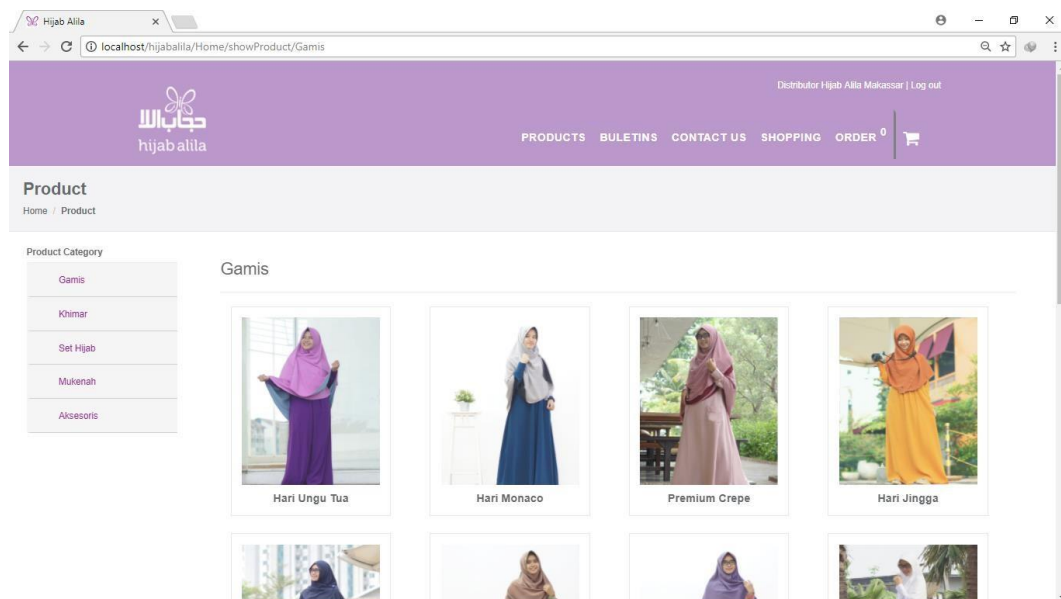 Hijab Alila
localhost/hijabalila/Home/showProduct/Gamis
Distributor Hijab Alila Makassar | Log out
حجاب اللا
hijab alila
PRODUCTS BULETINS CONTACT US SHOPPING ORDER 0
Product
Home / Product
Product Category
Gamis
Khimar
Set Hijab
Mukenah
Aksesoris
Gamis
Hari Ungu Tua
Hari Monaco
Premium Crepe
Hari Jingga